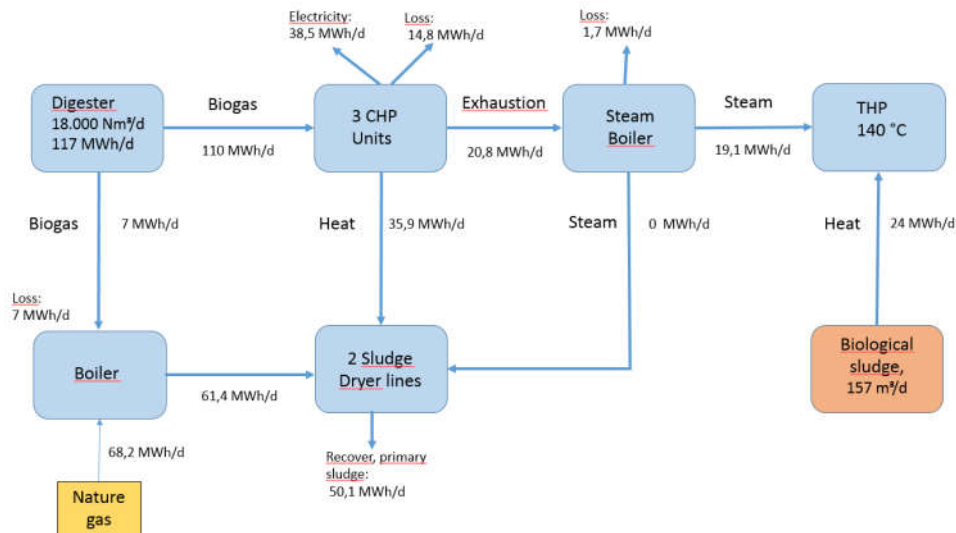 Electricity:
38,5 MWh/d
Loss:
14,8 MWh/d
Loss:
1,7 MWh/d
Digester
18.000 Nm³/d
117 MWh/d
Biogas
110 MWh/d
3 CHP
Units
Exhaustion
20,8 MWh/d
Steam
Boiler
Steam
19,1 MWh/d
THP
140 °C
Biogas
7 MWh/d
Heat
35,9 MWh/d
Steam
0 MWh/d
Heat
24 MWh/d
Loss:
7 MWh/d
Boiler
61,4 MWh/d
2 Sludge
Dryer lines
Biological
sludge,
157 m³/d
68,2 MWh/d
Recover, primary
sludge:
50,1 MWh/d
Nature
gas